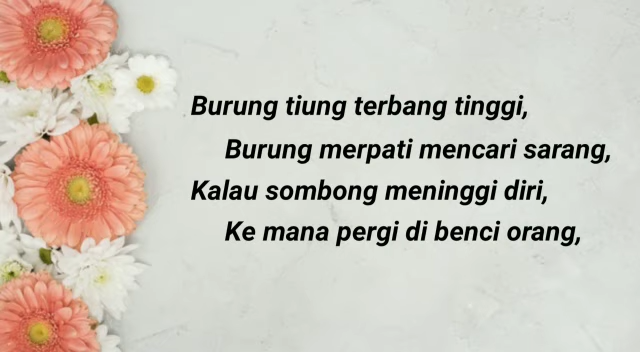 Burung tiung terbang tinggi,
Burung merpati mencari sarang,
Kalau sombong meninggi diri,
Ke mana pergi di benci orang,